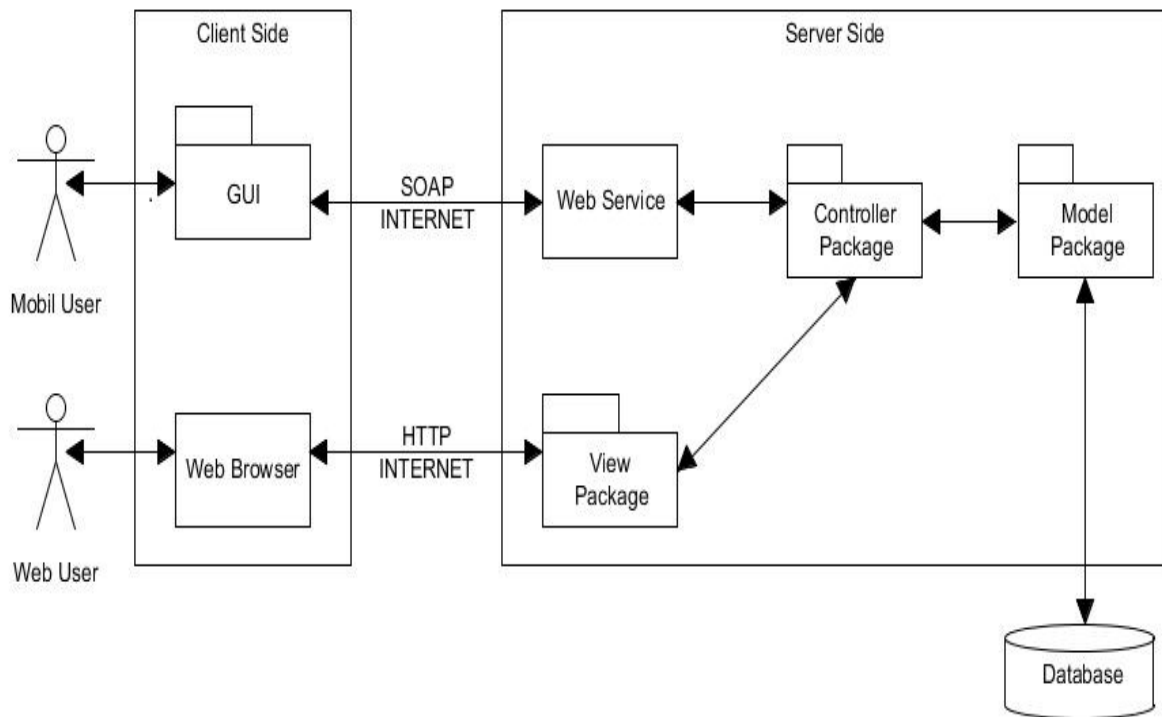 Client Side
Server Side
GUI
SOAP
INTERNET
Web Service
Controller
Package
Model
Package
Mobil User
Web Browser
HTTP
INTERNET
View
Package
Web User
Database